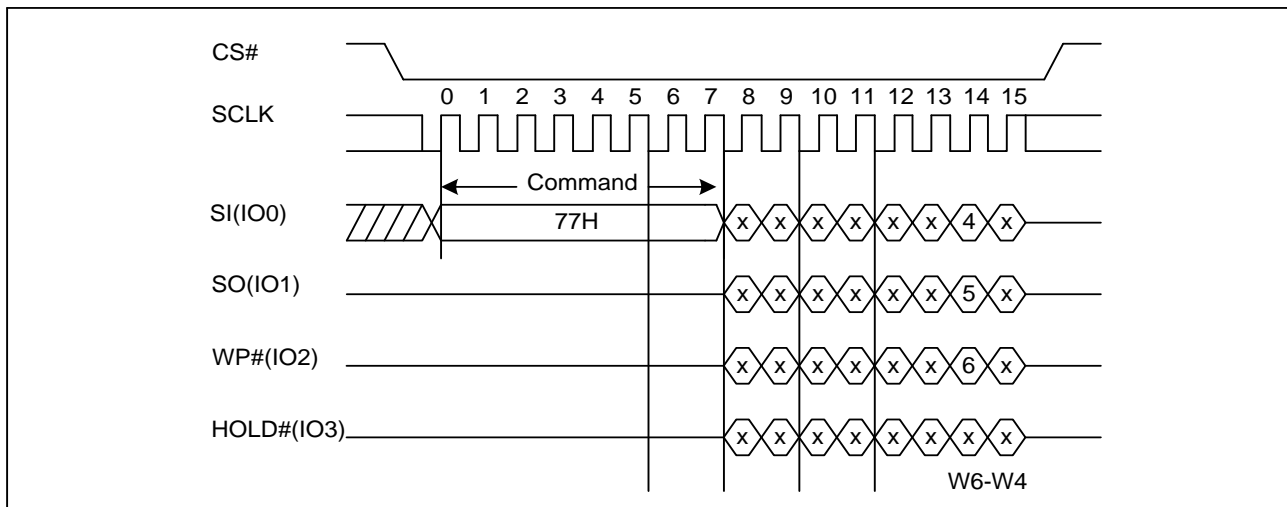 CS#
0 1 2 3 4 5 6 7 8 9 10 11 12 13 14 15
SCLK
Command
SI(IO0) 77H x x x x x x 4 x
SO(IO1) x x x x x x 5 x
WP#(IO2) x x x x x x 6 x
HOLD#(IO3) x x x x x x x x
W6-W4